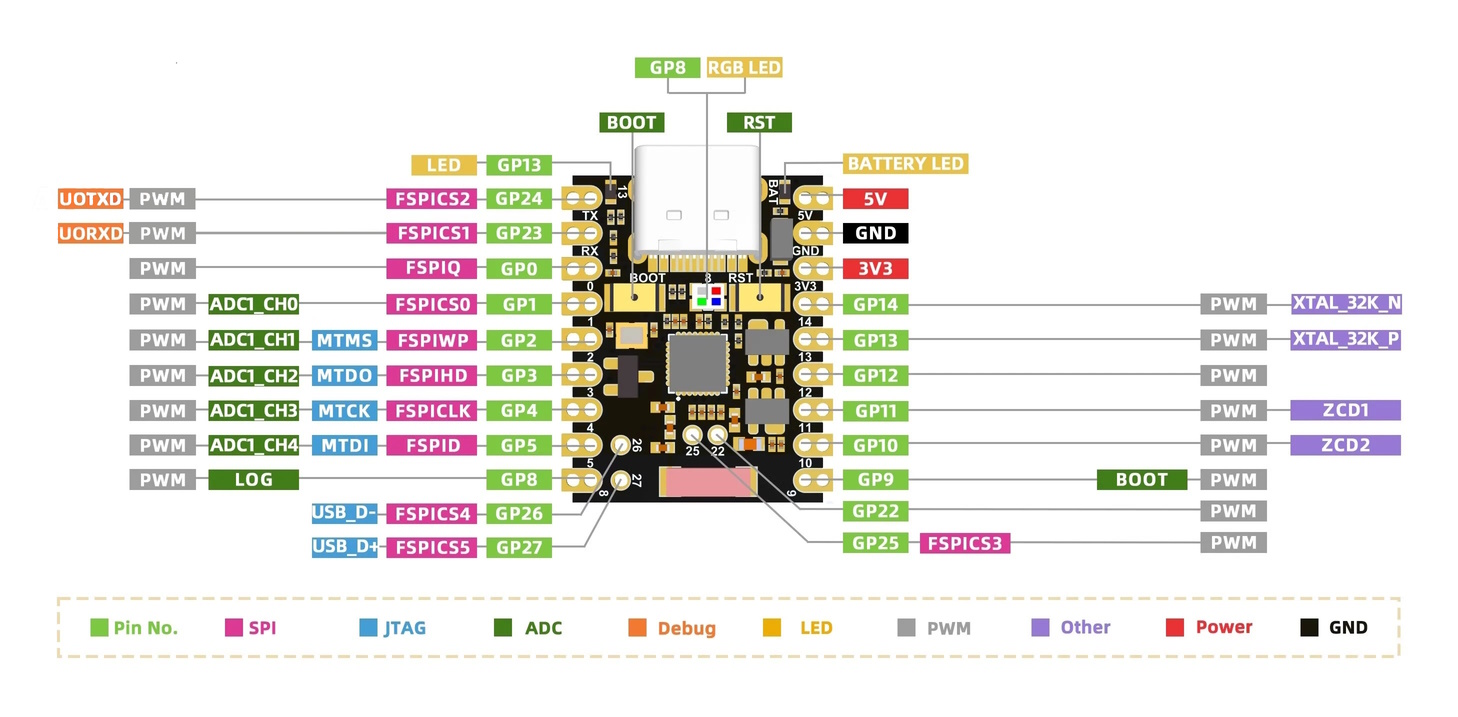 GP8 RGB LED
BOOT RST
LED GP13 BATTERY LED
UOTXD PWM FSPICS2 GP24 5V
UORXD PWM FSPICS1 GP23 GND
PWM FSPIQ GP0 3V3
PWM ADC1_CH0 FSPICS0 GP1 GP14 PWM XTAL_32K_N
PWM ADC1_CH1 MTMS FSPIWP GP2 GP13 PWM XTAL_32K_P
PWM ADC1_CH2 MTDO FSPIHD GP3 GP12 PWM
PWM ADC1_CH3 MTCK FSPICLK GP4 GP11 PWM ZCD1
PWM ADC1_CH4 MTDI FSPID GP5 GP10 PWM ZCD2
PWM LOG GP8 GP9 BOOT PWM
USB_D- FSPICS4 GP26 GP22 PWM
USB_D+ FSPICS5 GP27 GP25 FSPICS3 PWM
13 BAT
TX 5V
RX GND
BOOT 8 RST
0 3V3
1 14
2 13
3 12
4 11
26 25 22
5 10
27
8 9
Pin No. SPI JTAG ADC Debug LED PWM Other Power GND